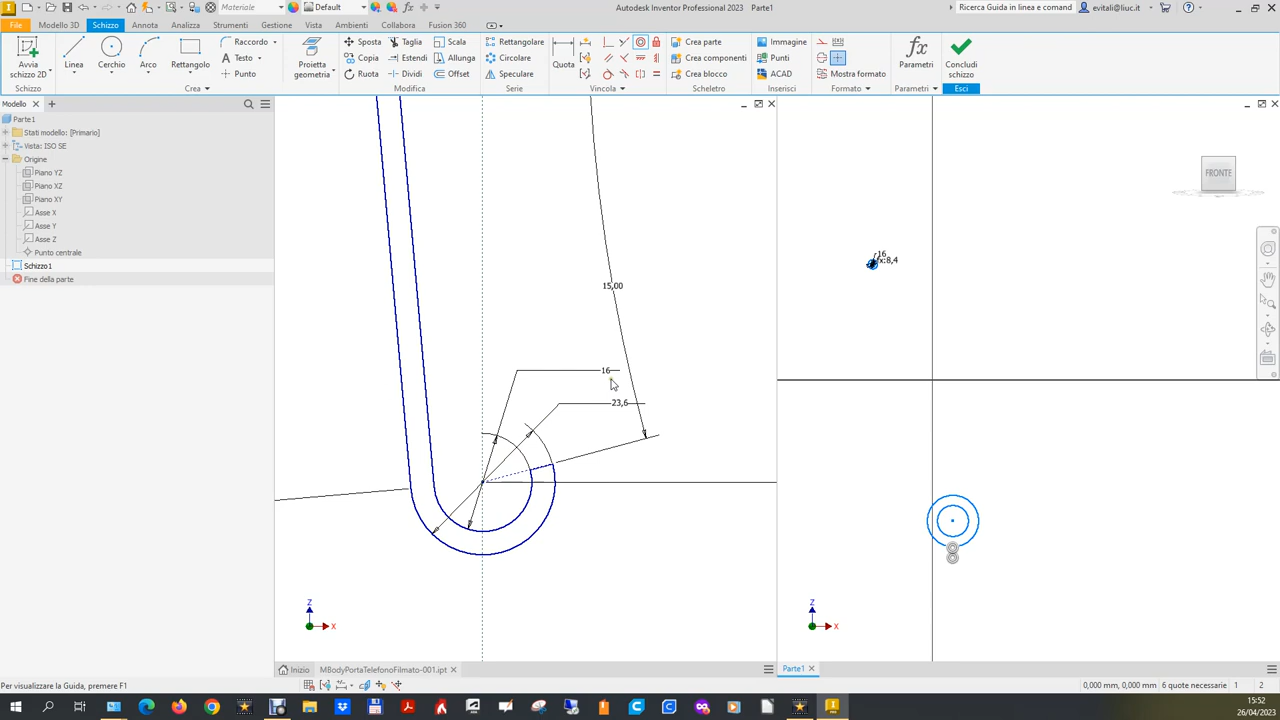 Materiale
Default
Autodesk Inventor Professional 2023  Parte1
Ricerca Guida in linea e comandi
evitali@liuc.it
File
Modello 3D
Schizzo
Annota
Analizza
Strumenti
Gestione
Vista
Ambienti
Collabora
Fusion 360
Avvia
schizzo 2D
Schizzo
Linea
Cerchio
Arco
Rettangolo
Raccordo
Testo
Punto
Crea
Proietta
geometria
Sposta
Copia
Ruota
Taglia
Estendi
Dividi
Scala
Allunga
Offset
Modifica
Rettangolare
Circolare
Speculare
Serie
Quota
Vincola
Crea parte
Crea componenti
Crea blocco
Scheletro
Immagine
Punti
ACAD
Inserisci
Mostra formato
Formato
Parametri
Parametri
Concludi
schizzo
Esci
Modello
Parte1
Stati modello: [Primario]
Vista: ISO SE
Origine
Piano YZ
Piano XZ
Piano XY
Asse X
Asse Y
Asse Z
Punto centrale
Schizzo1
Fine della parte
15,00
16
23,6
Z
X
16
fx:8,4
FRONTE
Z
X
Inizio
MBodyPortaTelefonoFilmato-001.ipt
Parte1
Per visualizzare la Guida, premere F1
0,000 mm, 0,000 mm
6 quote necessarie
1
2
15:52
26/04/2023